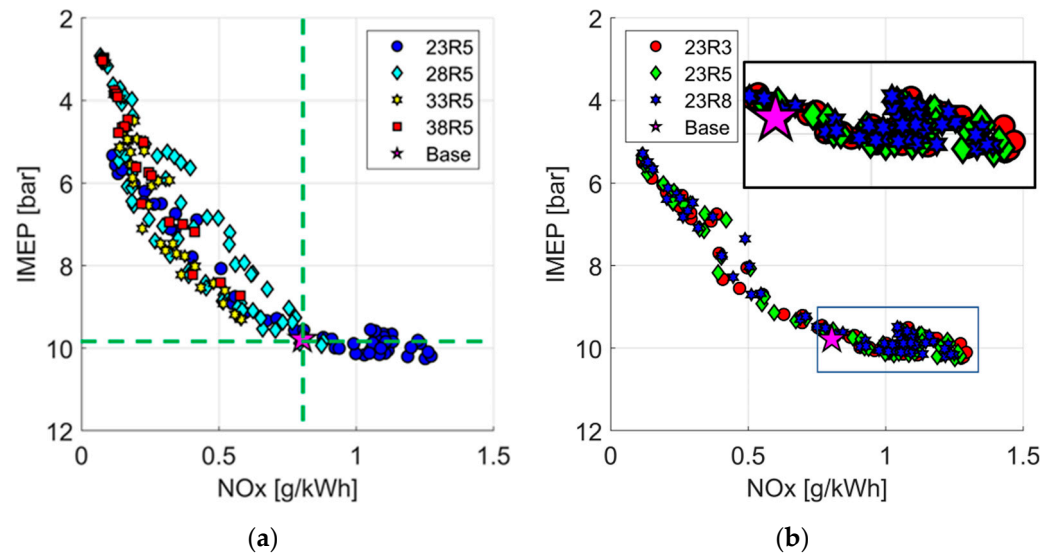 2
4
6
8
10
12
IMEP [bar]
0
0.5
1
1.5
NOx [g/kWh]
23R5
28R5
33R5
38R5
Base
(a)
2
4
6
8
10
12
IMEP [bar]
0
0.5
1
1.5
NOx [g/kWh]
23R3
23R5
23R8
Base
(b)